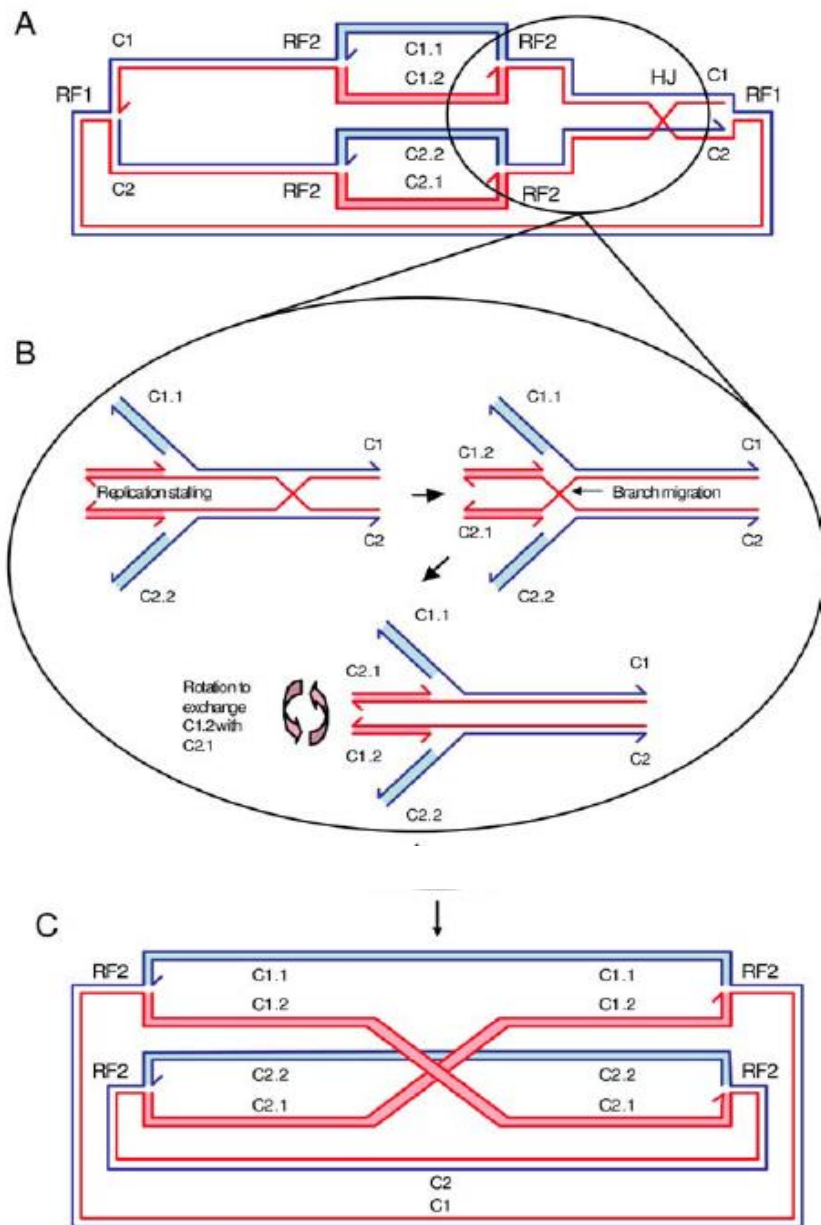 A
C1 RF2 C1.1 RF2
C1.2 HJ C1
RF1 RF1
C2.2 C2
C2 RF2 C2.1 RF2
B
C1.1 C1.1
C1 C1.2 C1
Replication stalling Branch migration
C2 C2.1 C2
C2.2 C2.2
C1.1
C2.1 C1
Rotation to
exchange
C1.2 with
C2.1
C1.2 C2
C2.2
C
RF2 C1.1 C1.1 RF2
C1.2 C1.2
RF2 C2.2 C2.2 RF2
C2.1 C2.1
C2
C1